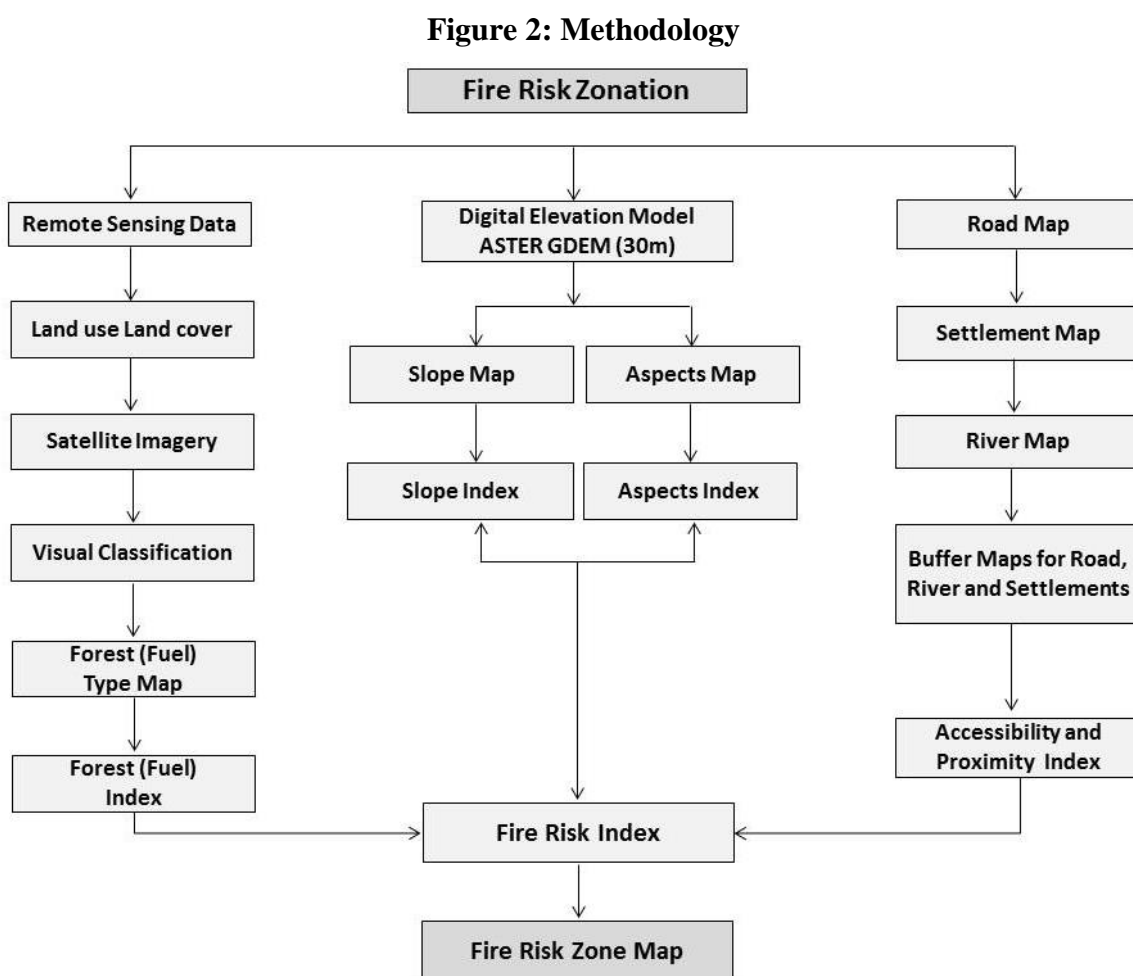 Figure 2: Methodology
Fire Risk Zonation
Remote Sensing Data
Land use Land cover
Satellite Imagery
Visual Classification
Forest (Fuel)
Type Map
Forest (Fuel)
Index
Digital Elevation Model
ASTER GDEM (30m)
Slope Map
Aspects Map
Slope Index
Aspects Index
Road Map
Settlement Map
River Map
Buffer Maps for Road,
River and Settlements
Accessibility and
Proximity Index
Fire Risk Index
Fire Risk Zone Map